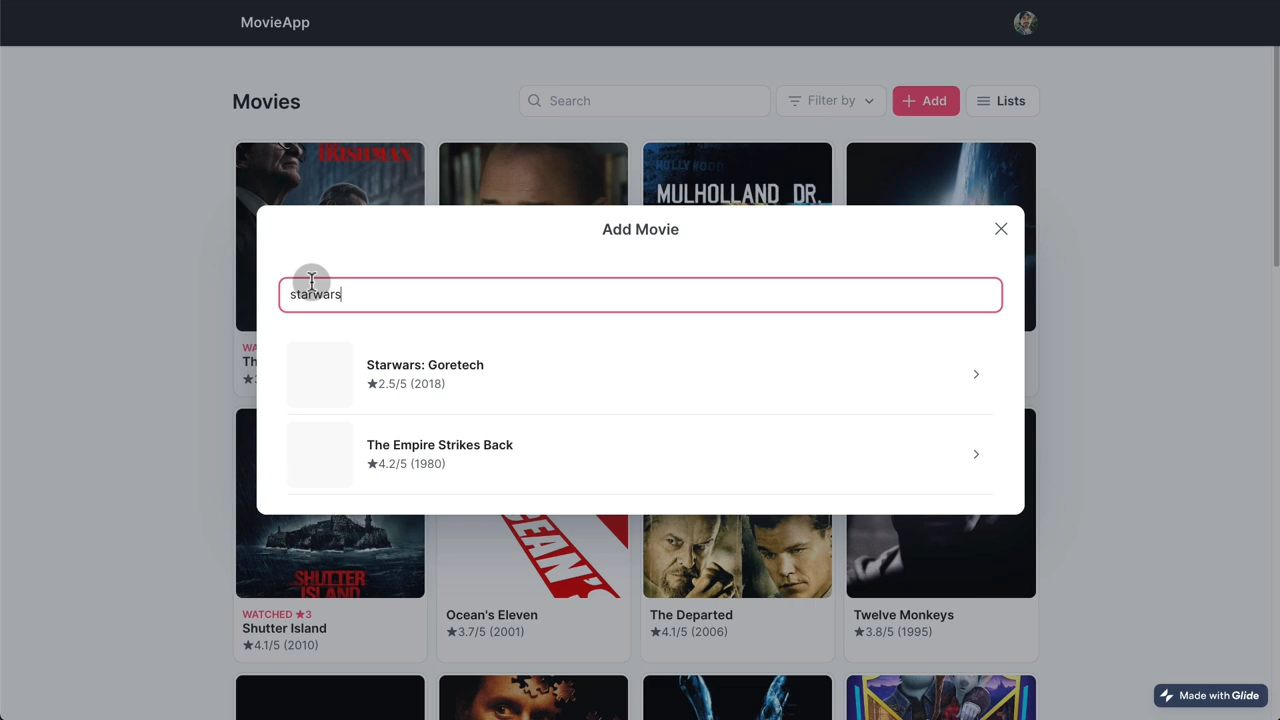 MovieApp
Movies
Search
Filter by
Add
Lists
IRISHMAN
HOLLYWOOD
MULHOLLAND DR.
Add Movie
starwars
Starwars: Goretech
★2.5/5 (2018)
The Empire Strikes Back
★4.2/5 (1980)
SHUTTER
ISLAND
WATCHED ★3
Shutter Island
★4.1/5 (2010)
Ocean's Eleven
★3.7/5 (2001)
The Departed
★4.1/5 (2006)
Twelve Monkeys
★3.8/5 (1995)
Made with Glide